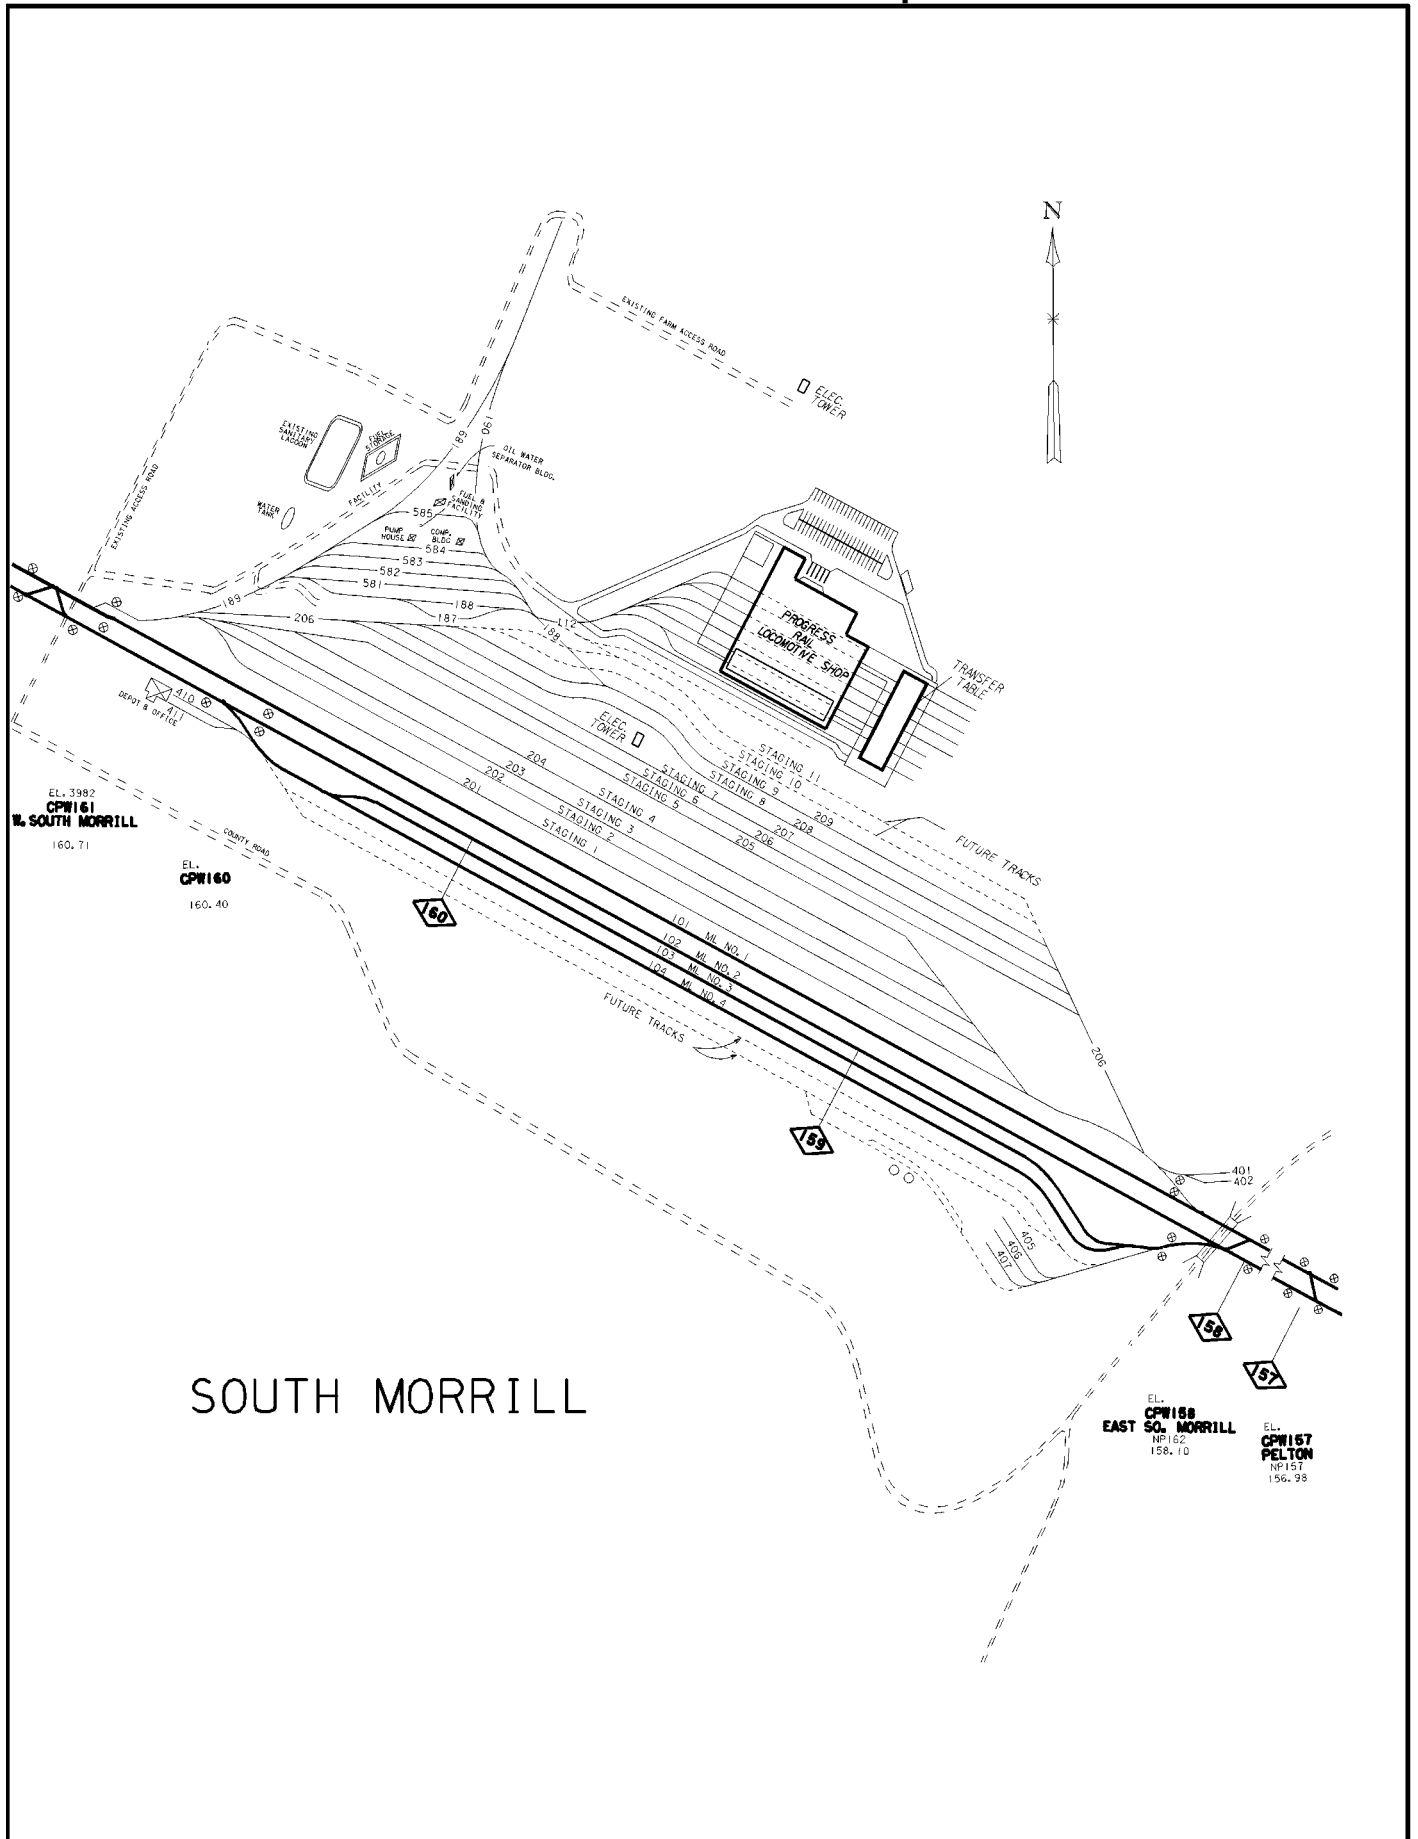 N
EXISTING FARM ACCESS ROAD
ELEC.
TOWER
EXISTING
SANITARY
LAGOON
FUEL
STORAGE
189
190
OIL WATER
SEPARATOR BLDG.
EXISTING ACCESS ROAD
FACILITY
WATER
TANK
FUEL &
SANDING
FACILITY
585
PUMP
HOUSE
COMP.
BLDG
584
583
582
581
189
188
206
187
112
188
PROGRESS
RAIL
LOCOMOTIVE SHOP
TRANSFER
TABLE
410
411
DEPOT & OFFICE
ELEC.
TOWER
STAGING 11
STAGING 10
STAGING 9
STAGING 8
STAGING 7
STAGING 6
STAGING 5
204
203
202
201
STAGING 4
STAGING 3
STAGING 2
STAGING 1
209
208
207
206
205
FUTURE TRACKS
EL. 3982
CPW161
W. SOUTH MORRILL
160.71
COUNTY ROAD
EL.
CPW160
160.40
160
101 ML NO. 1
102 ML NO. 2
103 ML NO. 3
104 ML NO. 4
FUTURE TRACKS
206
159
401
402
405
406
407
158
157
SOUTH MORRILL
EL.
CPW158
EAST SO. MORRILL
NP162
158.10
EL.
CPW157
PELTON
NP157
156.98